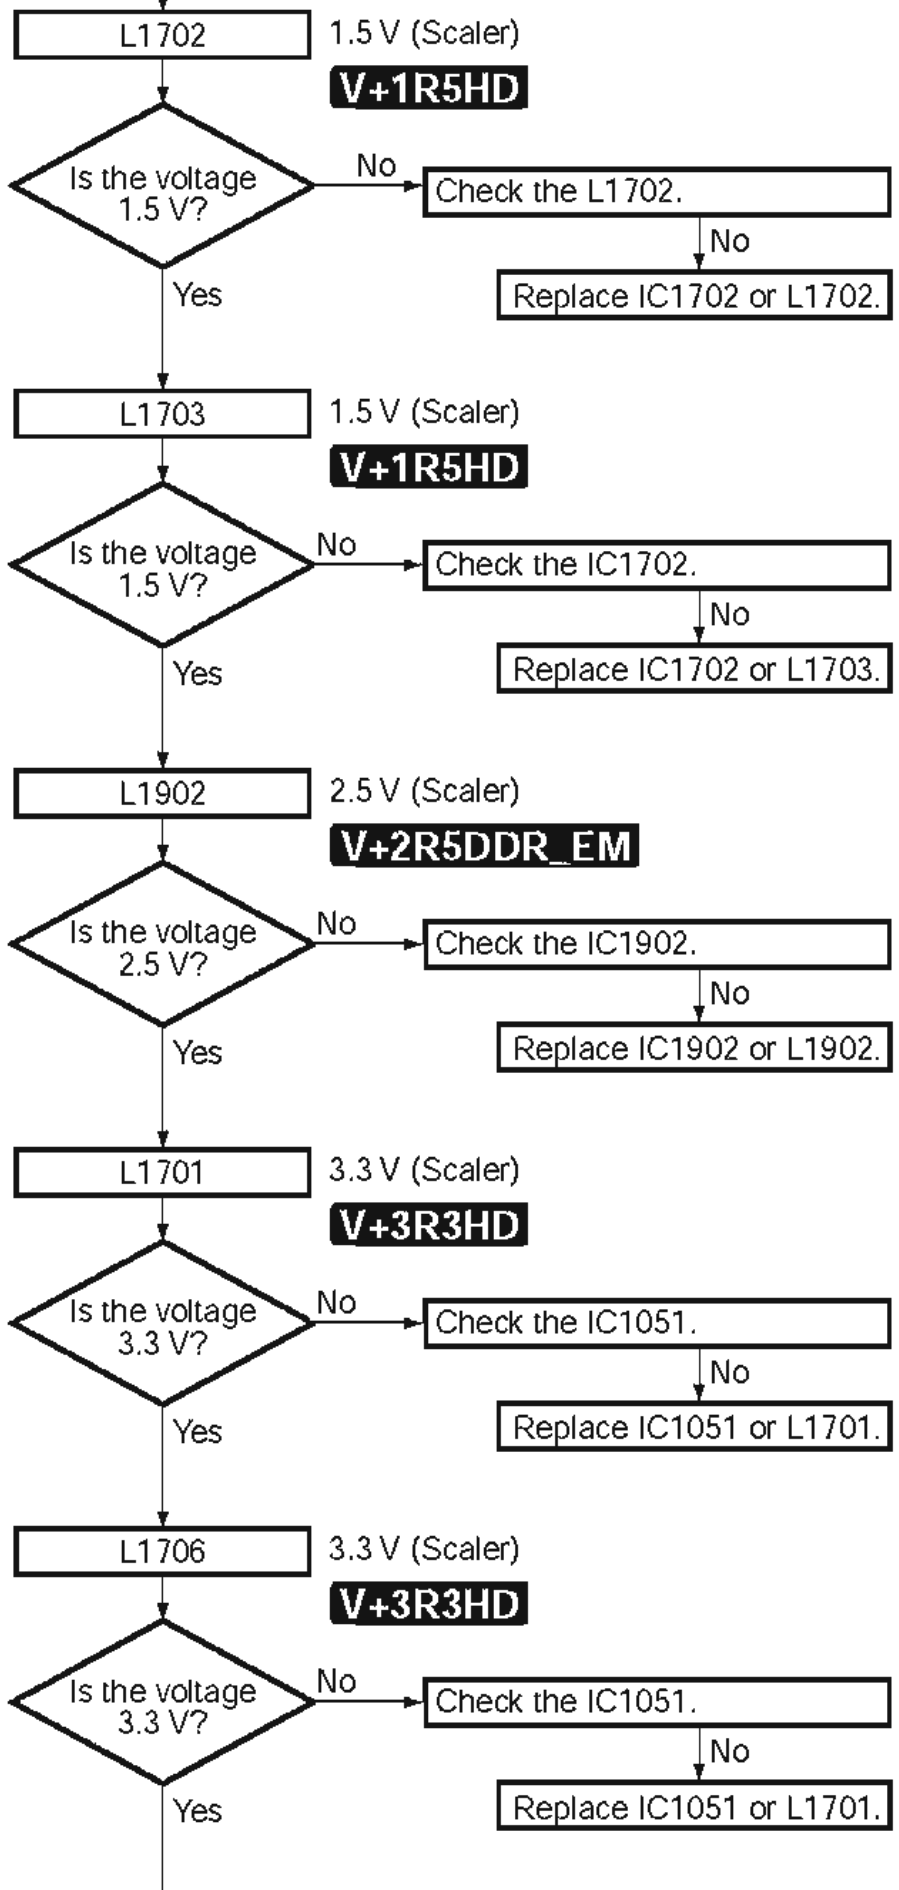 L1702
1.5 V (Scaler)
V+1R5HD
Is the voltage
1.5 V?
No
Check the L1702.
No
Replace IC1702 or L1702.
Yes
L1703
1.5 V (Scaler)
V+1R5HD
Is the voltage
1.5 V?
No
Check the IC1702.
No
Replace IC1702 or L1703.
Yes
L1902
2.5 V (Scaler)
V+2R5DDR_EM
Is the voltage
2.5 V?
No
Check the IC1902.
No
Replace IC1902 or L1902.
Yes
L1701
3.3 V (Scaler)
V+3R3HD
Is the voltage
3.3 V?
No
Check the IC1051.
No
Replace IC1051 or L1701.
Yes
L1706
3.3 V (Scaler)
V+3R3HD
Is the voltage
3.3 V?
No
Check the IC1051.
No
Replace IC1051 or L1701.
Yes